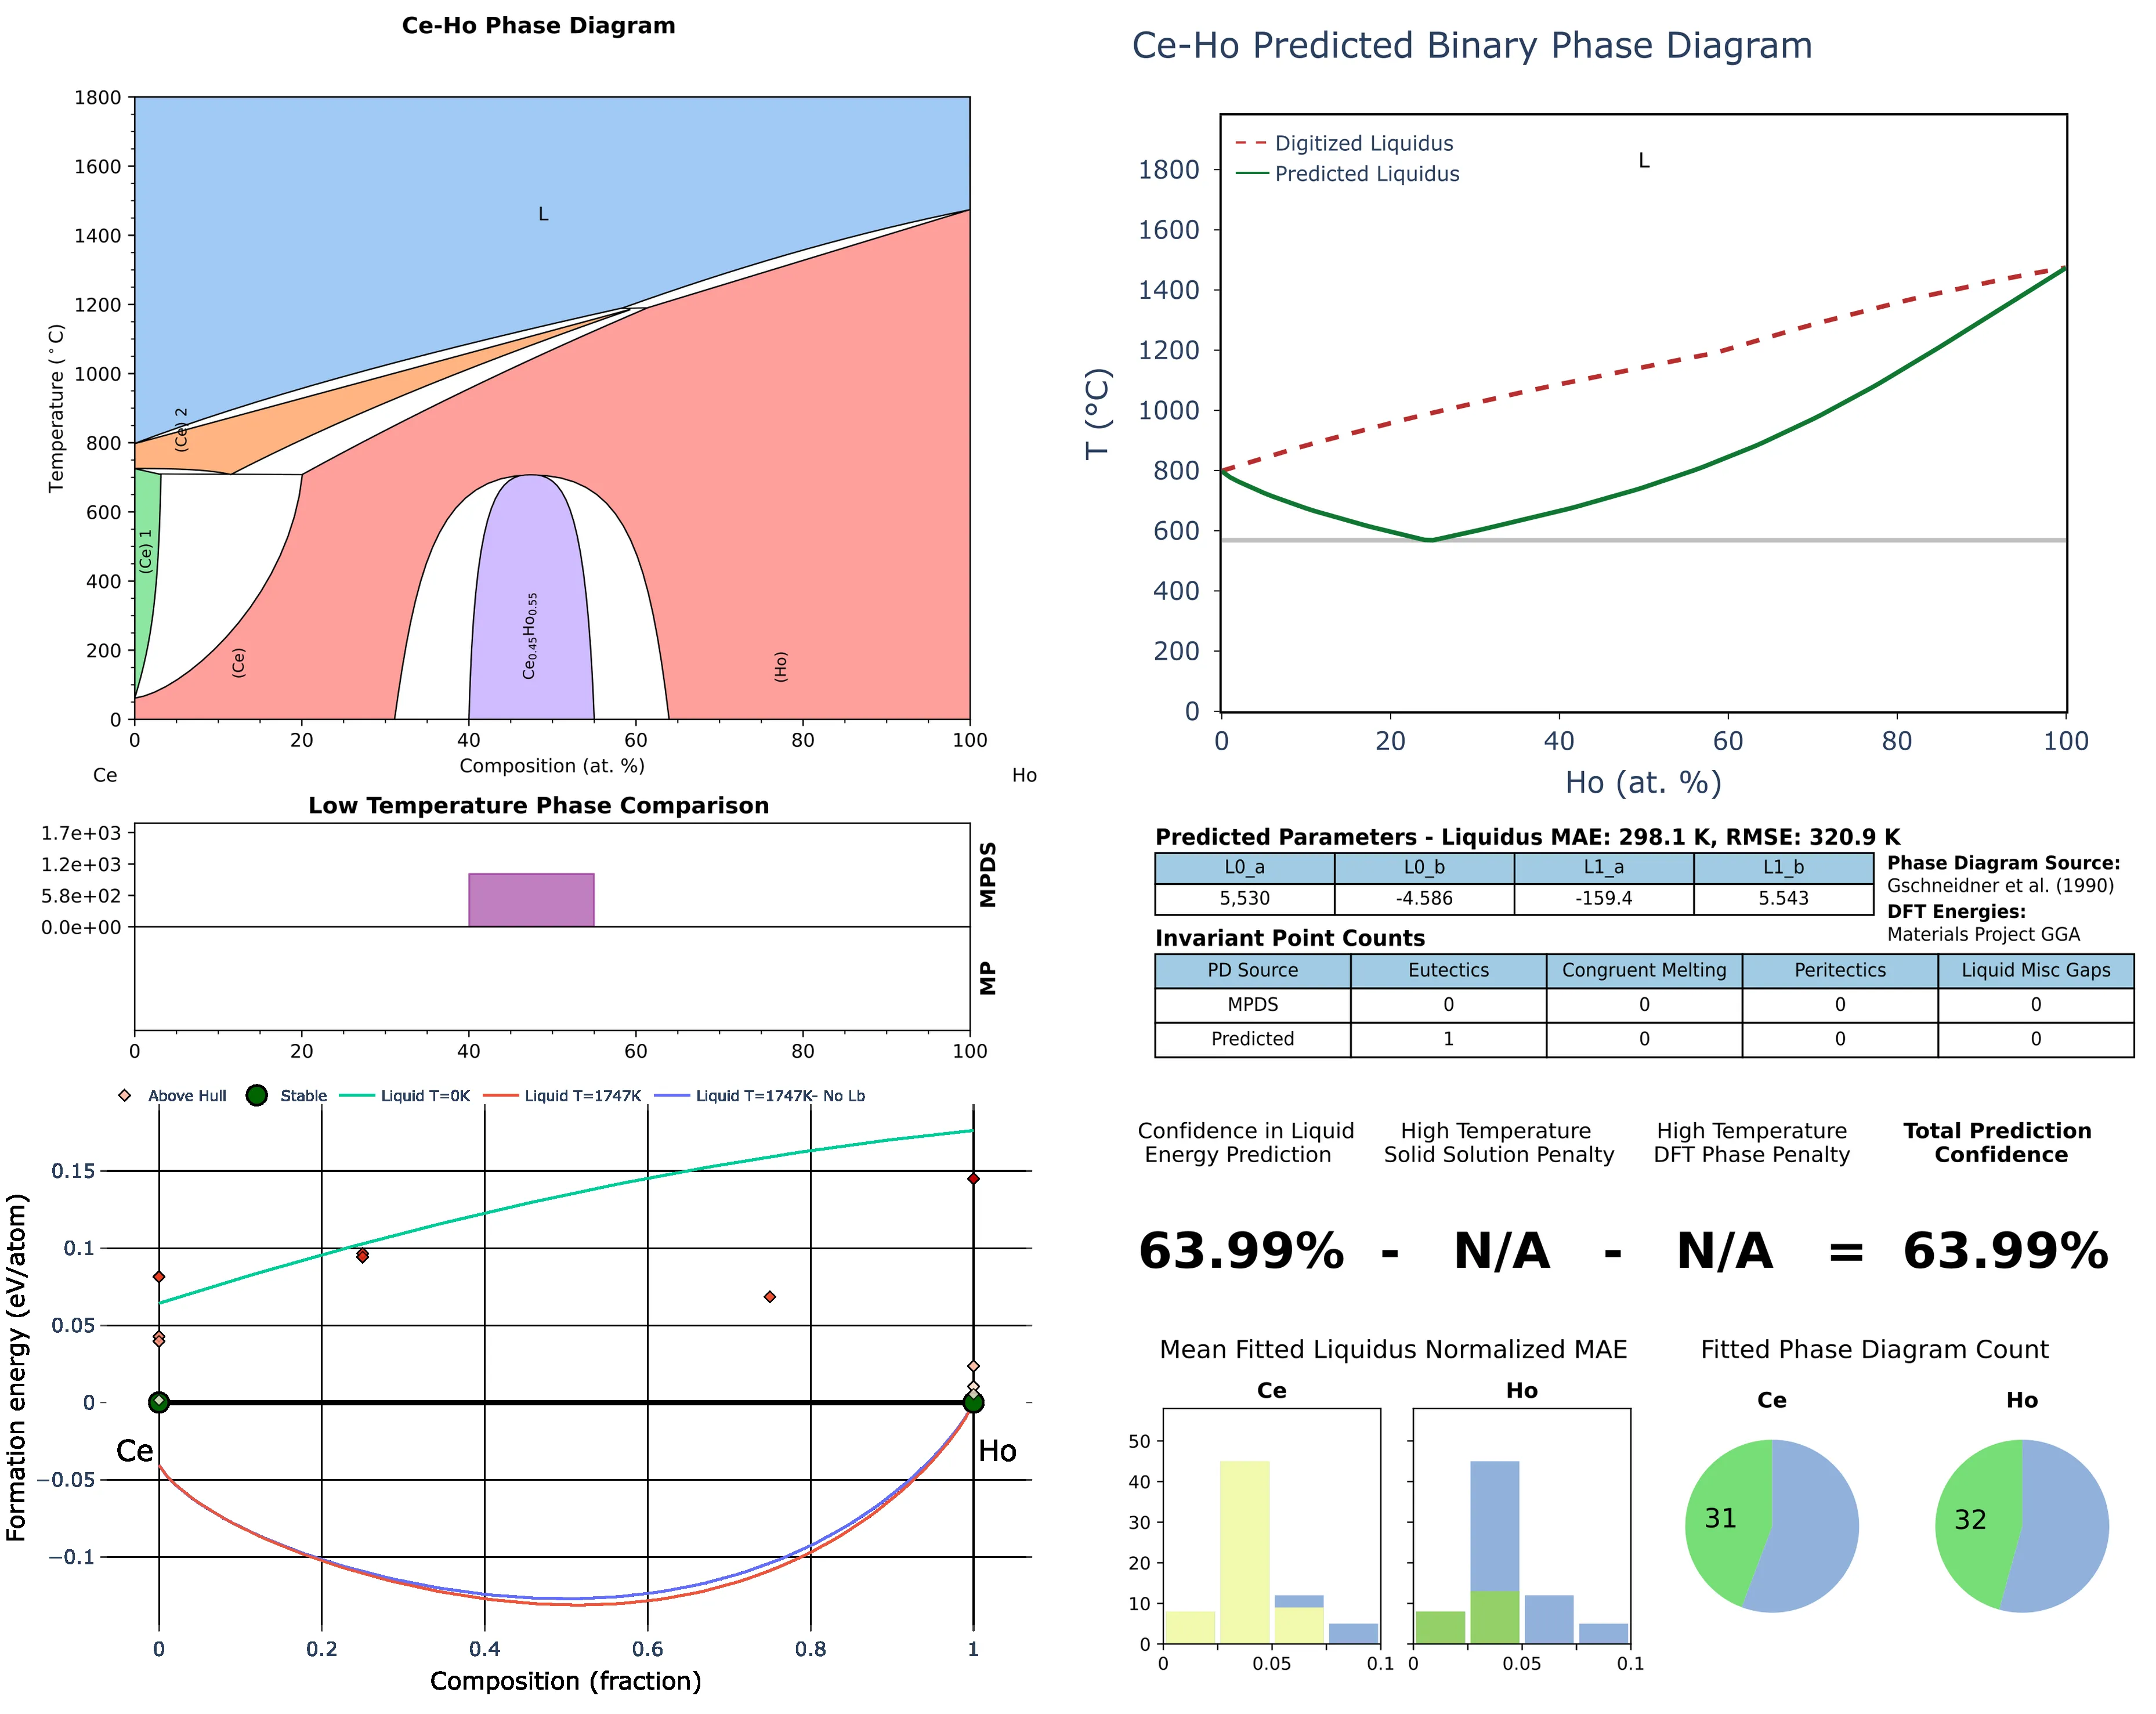 Ce-Ho Phase Diagram
1800
1600
1400
1200
1000
800
600
400
200
0
Temperature (°C)
L
(Ce) 2
(Ce) 1
(Ce)
Ce0.45Ho0.55
(Ho)
0 20 40 60 80 100
Composition (at. %)
Ce Ho
Low Temperature Phase Comparison
1.7e+03
1.2e+03
5.8e+02
0.0e+00
MPDS
MP
0 20 40 60 80 100
Above Hull Stable Liquid T=0K Liquid T=1747K Liquid T=1747K- No Lb
0.15
0.1
0.05
0
−0.05
−0.1
Formation energy (eV/atom)
Ce Ho
0 0.2 0.4 0.6 0.8 1
Composition (fraction)
Ce-Ho Predicted Binary Phase Diagram
Digitized Liquidus
Predicted Liquidus
L
1800
1600
1400
1200
1000
800
600
400
200
0
T (°C)
0 20 40 60 80 100
Ho (at. %)
Predicted Parameters - Liquidus MAE: 298.1 K, RMSE: 320.9 K
L0_a L0_b L1_a L1_b
5,530 -4.586 -159.4 5.543
Phase Diagram Source:
Gschneidner et al. (1990)
DFT Energies:
Materials Project GGA
Invariant Point Counts
PD Source Eutectics Congruent Melting Peritectics Liquid Misc Gaps
MPDS 0 0 0 0
Predicted 1 0 0 0
Confidence in Liquid
Energy Prediction
High Temperature
Solid Solution Penalty
High Temperature
DFT Phase Penalty
Total Prediction
Confidence
63.99% - N/A - N/A = 63.99%
Mean Fitted Liquidus Normalized MAE
Ce Ho
50
40
30
20
10
0
0 0.05 0.1 0 0.05 0.1
Fitted Phase Diagram Count
Ce Ho
31 32